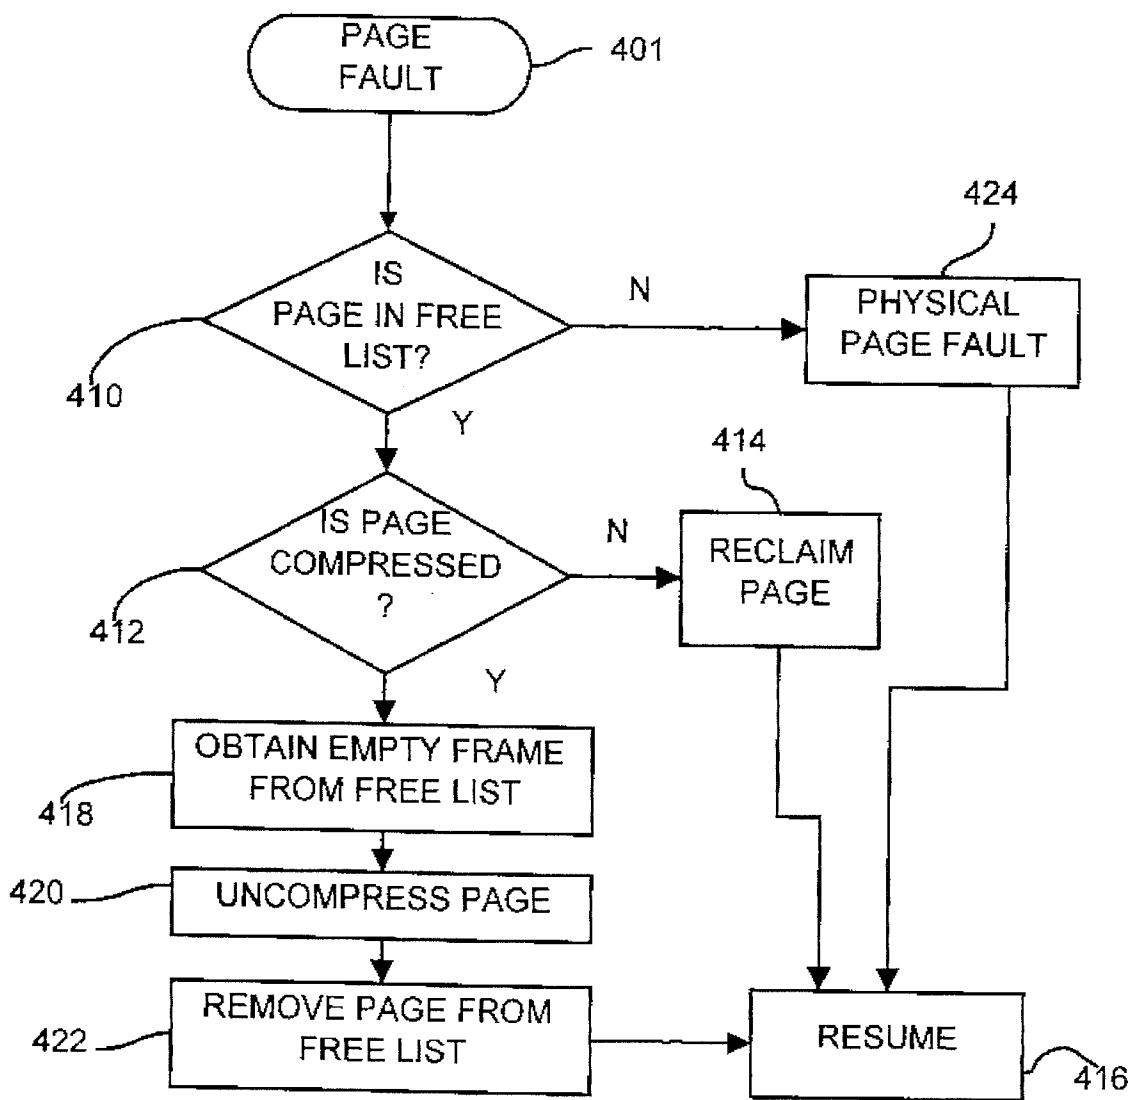 PAGE
FAULT
401
IS
PAGE IN FREE
LIST?
410
N
Y
424
PHYSICAL
PAGE FAULT
IS PAGE
COMPRESSED
?
412
N
Y
414
RECLAIM
PAGE
OBTAIN EMPTY FRAME
FROM FREE LIST
418
UNCOMPRESS PAGE
420
REMOVE PAGE FROM
FREE LIST
422
RESUME
416